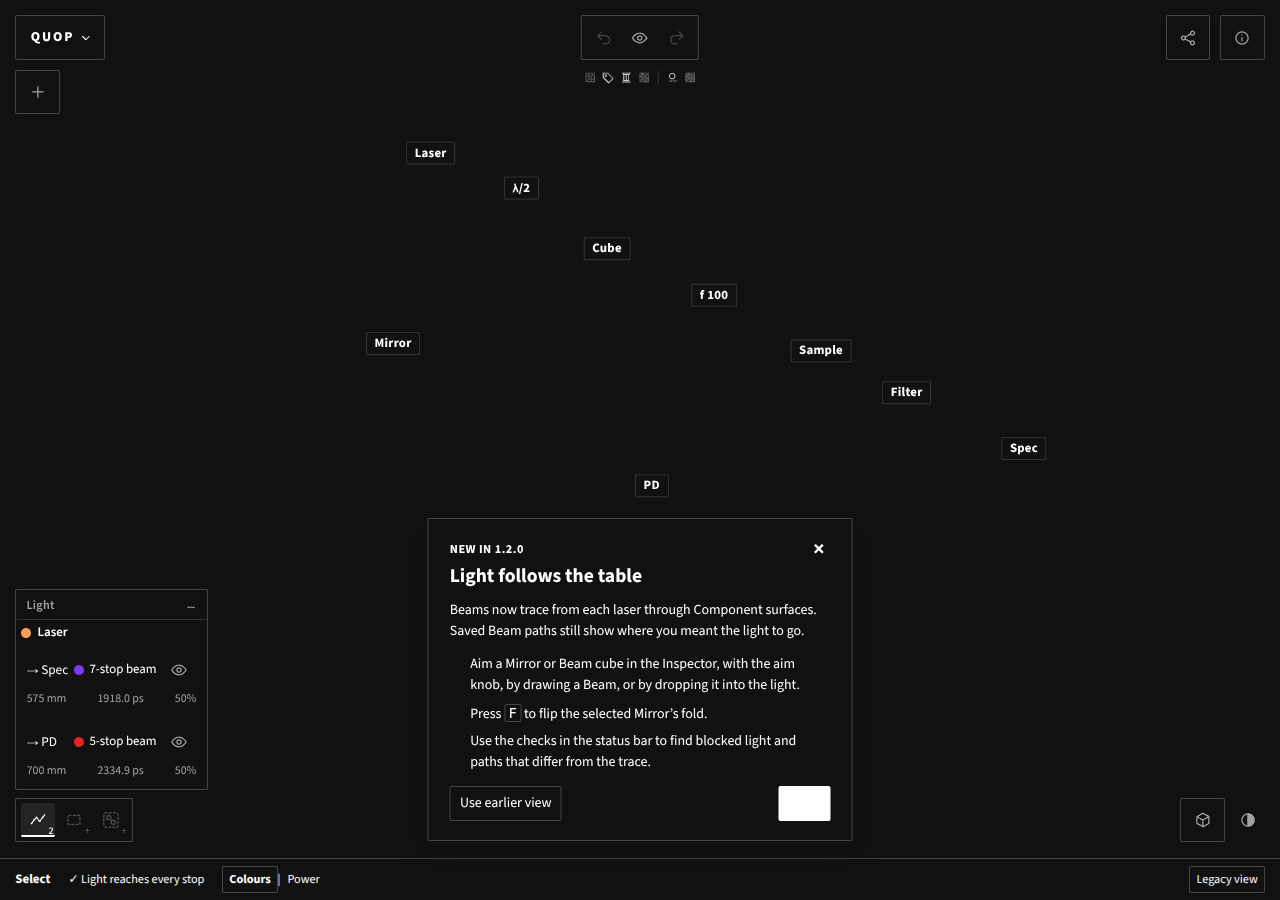 QUOP
Laser
λ/2
Cube
f 100
Mirror
Sample
Filter
Spec
PD
NEW IN 1.2.0
Light follows the table
Beams now trace from each laser through Component surfaces.
Saved Beam paths still show where you meant the light to go.
Aim a Mirror or Beam cube in the Inspector, with the aim
knob, by drawing a Beam, or by dropping it into the light.
Press F to flip the selected Mirror’s fold.
Use the checks in the status bar to find blocked light and
paths that differ from the trace.
Use earlier view
Light
Laser
→ Spec 7-stop beam
575 mm 1918.0 ps 50%
→ PD 5-stop beam
700 mm 2334.9 ps 50%
2
Select ✓ Light reaches every stop Colours | Power Legacy view